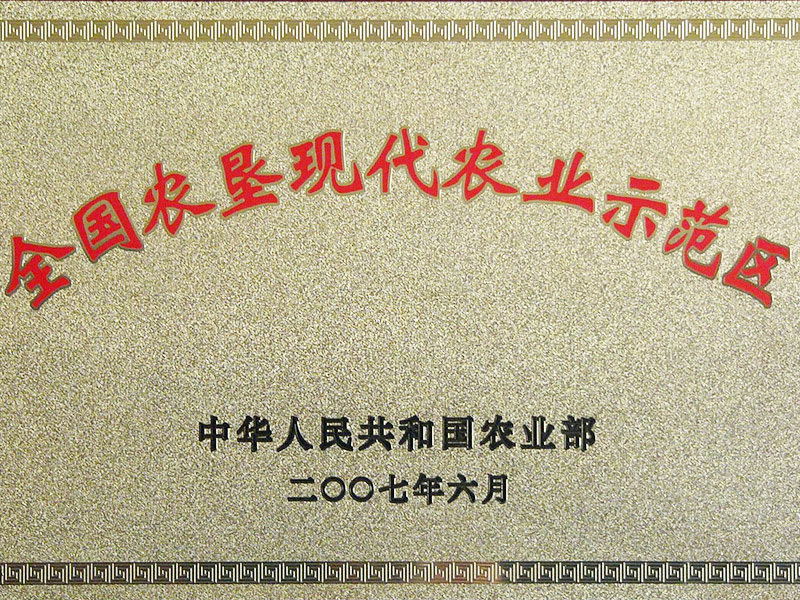 全国农垦现代农业示范区
中华人民共和国农业部
二〇〇七年六月